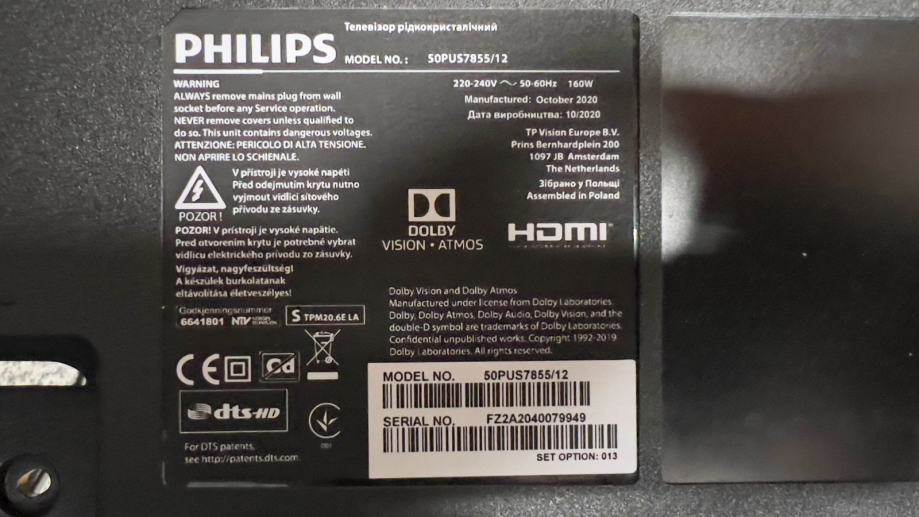 Телевізор рідкокристалічний
PHILIPS
MODEL NO. : 50PUS7855/12
WARNING
ALWAYS remove mains plug from wall
socket before any Service operation.
NEVER remove covers unless qualified to
do so. This unit contains dangerous voltages.
ATTENZIONE: PERICOLO DI ALTA TENSIONE.
NON APRIRE LO SCHIENALE.
V přístroji je vysoké napětí
Před odejmutím krytu nutno
vyjmout vidlici síťového
přívodu ze zásuvky.
POZOR !
POZOR! V prístroji je vysoké napätie.
Pred otvorením krytu je potrebné vybrat
vidlicu elektrického prívodu zo zásuvky.
Vigyázat, nagyfeszültség!
A készülek burkolatanak
eltávolítása életveszélyes!
Godkjenningsnummer
6641801 NTV
S TPM20.6E LA
CE
Cd
dts-HD
001
For DTS patents,
see http://patents.dts.com.
220-240V ~ 50-60Hz 160W
Manufactured: October 2020
Дата виробництва: 10/2020
TP Vision Europe B.V.
Prins Bernhardplein 200
1097 JB Amsterdam
The Netherlands
Зібрано у Польщі
Assembled in Poland
DOLBY
VISION·ATMOS
HDMI
Dolby Vision and Dolby Atmos
Manufactured under license from Dolby Laboratories.
Dolby, Dolby Atmos, Dolby Audio, Dolby Vision, and the
double-D symbol are trademarks of Dolby Laboratories.
Confidential unpublished works. Copyright 1992-2019
Dolby Laboratories. All rights reserved.
MODEL NO. 50PUS7855/12
SERIAL NO. FZ2A2040079949
SET OPTION: 013